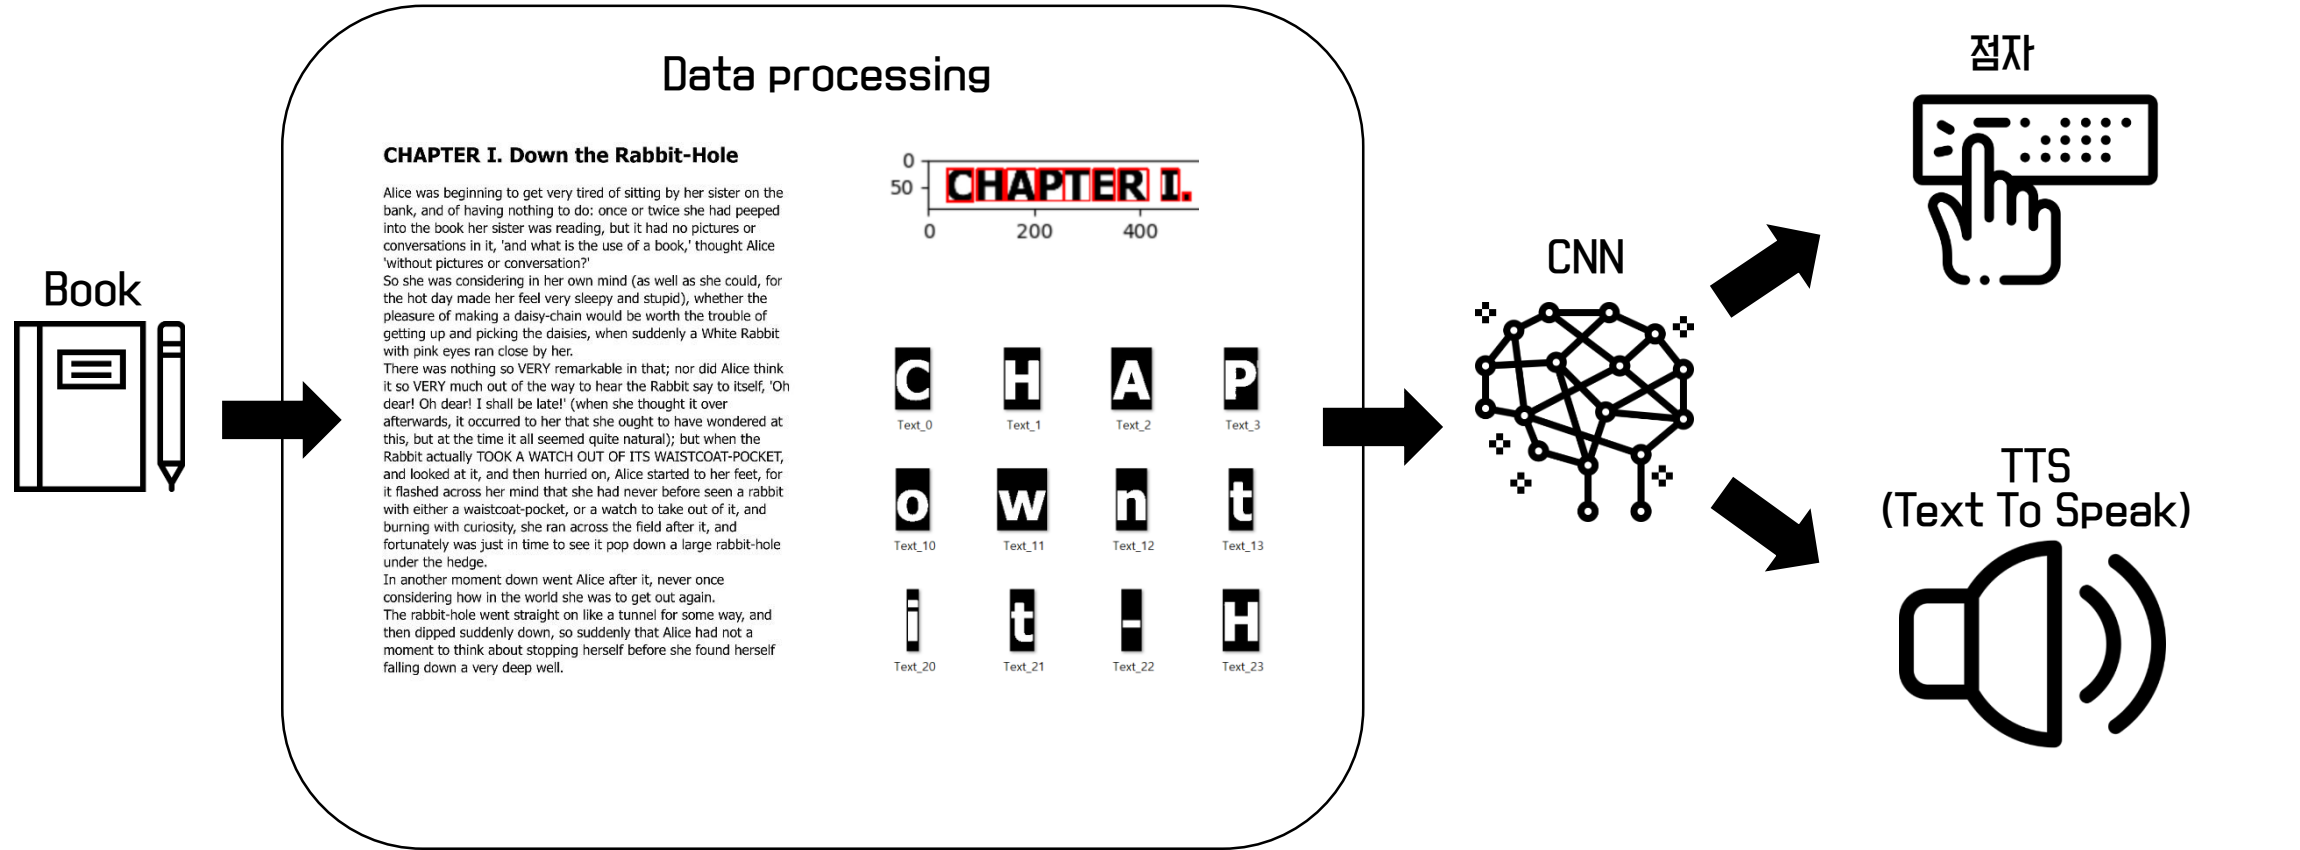 Book
Data processing
CHAPTER I. Down the Rabbit-Hole
Alice was beginning to get very tired of sitting by her sister on the
bank, and of having nothing to do: once or twice she had peeped
into the book her sister was reading, but it had no pictures or
conversations in it, 'and what is the use of a book,' thought Alice
'without pictures or conversation?'
So she was considering in her own mind (as well as she could, for
the hot day made her feel very sleepy and stupid), whether the
pleasure of making a daisy-chain would be worth the trouble of
getting up and picking the daisies, when suddenly a White Rabbit
with pink eyes ran close by her.
There was nothing so VERY remarkable in that; nor did Alice think
it so VERY much out of the way to hear the Rabbit say to itself, 'Oh
dear! Oh dear! I shall be late!' (when she thought it over
afterwards, it occurred to her that she ought to have wondered at
this, but at the time it all seemed quite natural); but when the
Rabbit actually TOOK A WATCH OUT OF ITS WAISTCOAT-POCKET,
and looked at it, and then hurried on, Alice started to her feet, for
it flashed across her mind that she had never before seen a rabbit
with either a waistcoat-pocket, or a watch to take out of it, and
burning with curiosity, she ran across the field after it, and
fortunately was just in time to see it pop down a large rabbit-hole
under the hedge.
In another moment down went Alice after it, never once
considering how in the world she was to get out again.
The rabbit-hole went straight on like a tunnel for some way, and
then dipped suddenly down, so suddenly that Alice had not a
moment to think about stopping herself before she found herself
falling down a very deep well.
0
50
CHAPTER I.
0 200 400
C H A P
Text_0 Text_1 Text_2 Text_3
o w n t
Text_10 Text_11 Text_12 Text_13
i t - H
Text_20 Text_21 Text_22 Text_23
CNN
점자
TTS
(Text To Speak)